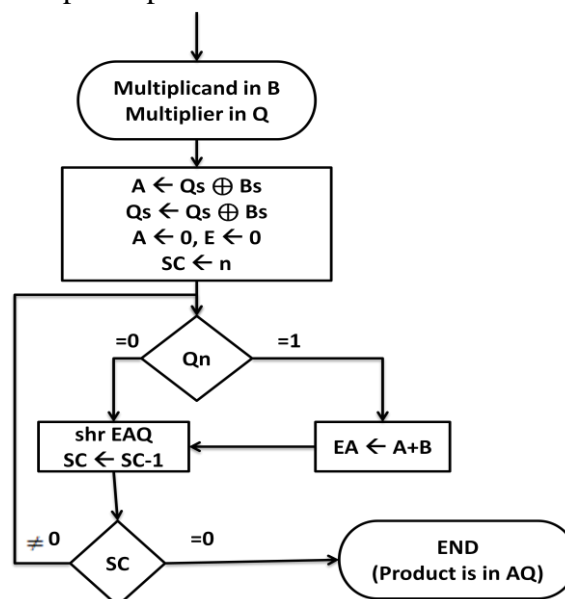 Multiplicand in B
Multiplier in Q
A ← Qs ⊕ Bs
Qs ← Qs ⊕ Bs
A ← 0, E ← 0
SC ← n
=0
=1
Qn
shr EAQ
SC ← SC-1
EA ← A+B
≠ 0
=0
SC
END
(Product is in AQ)